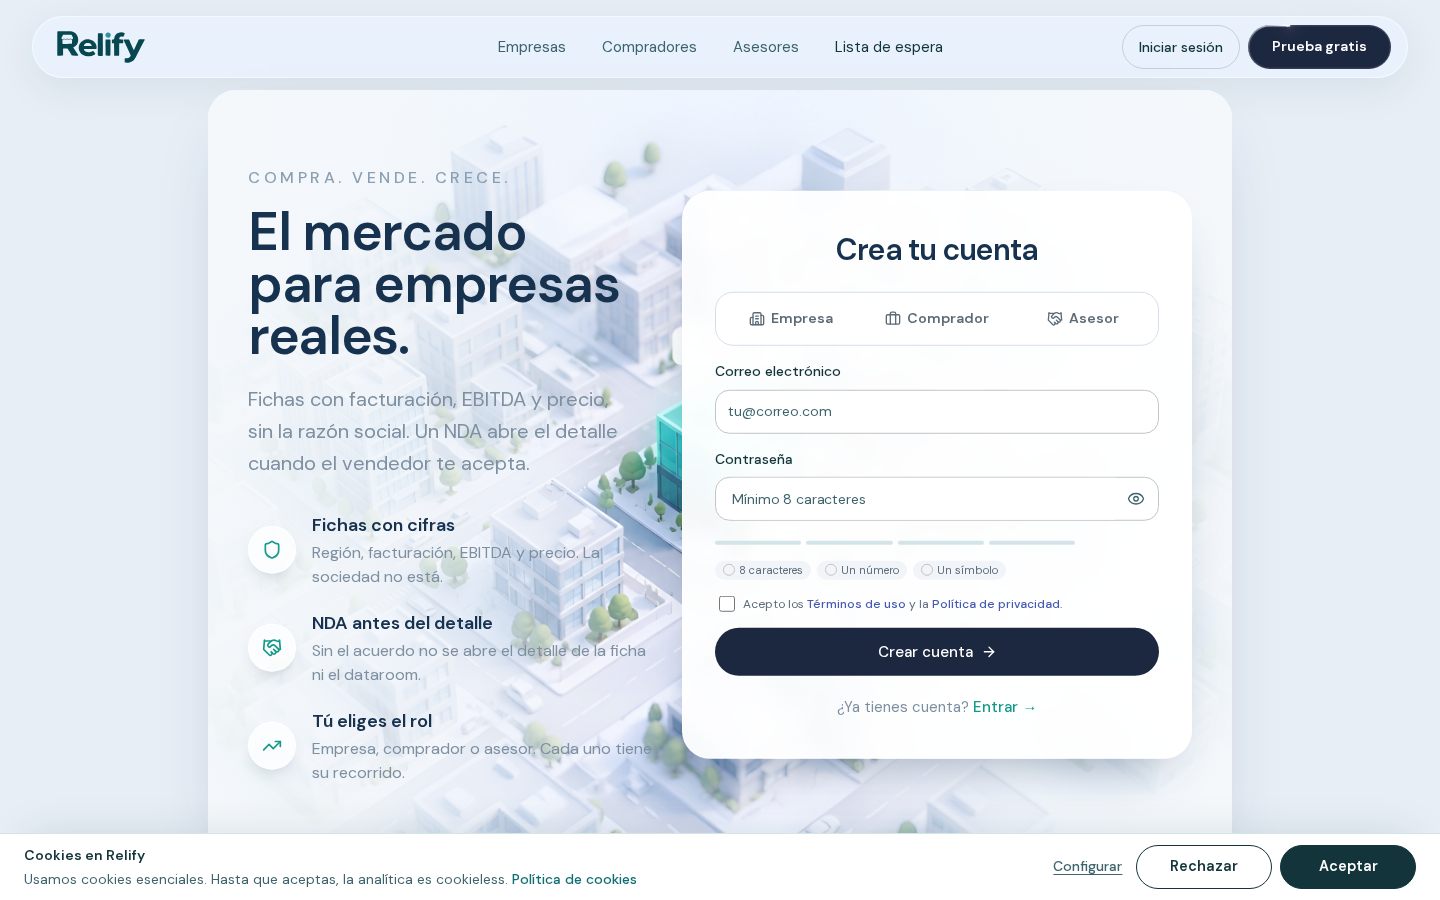 Relify
Empresas
Compradores
Asesores
Lista de espera
Iniciar sesión
Prueba gratis
COMPRA. VENDE. CRECE.
El mercado
para empresas
reales.
Fichas con facturación, EBITDA y precio,
sin la razón social. Un NDA abre el detalle
cuando el vendedor te acepta.
Fichas con cifras
Región, facturación, EBITDA y precio. La
sociedad no está.
NDA antes del detalle
Sin el acuerdo no se abre el detalle de la ficha
ni el dataroom.
Tú eliges el rol
Empresa, comprador o asesor. Cada uno tiene
su recorrido.
Crea tu cuenta
Empresa
Comprador
Asesor
Correo electrónico
tu@correo.com
Contraseña
Mínimo 8 caracteres
8 caracteres
Un número
Un símbolo
Acepto los Términos de uso y la Política de privacidad.
Crear cuenta →
¿Ya tienes cuenta? Entrar →
Cookies en Relify
Usamos cookies esenciales. Hasta que aceptas, la analítica es cookieless. Política de cookies
Configurar
Rechazar
Aceptar